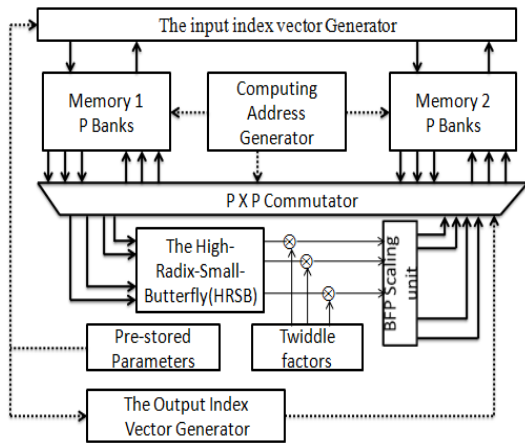 The input index vector Generator
Memory 1
P Banks
Computing
Address
Generator
Memory 2
P Banks
P X P Commutator
The High-
Radix-Small-
Butterfly(HRSB)
BFP Scaling
unit
Pre-stored
Parameters
Twiddle
factors
The Output Index
Vector Generator